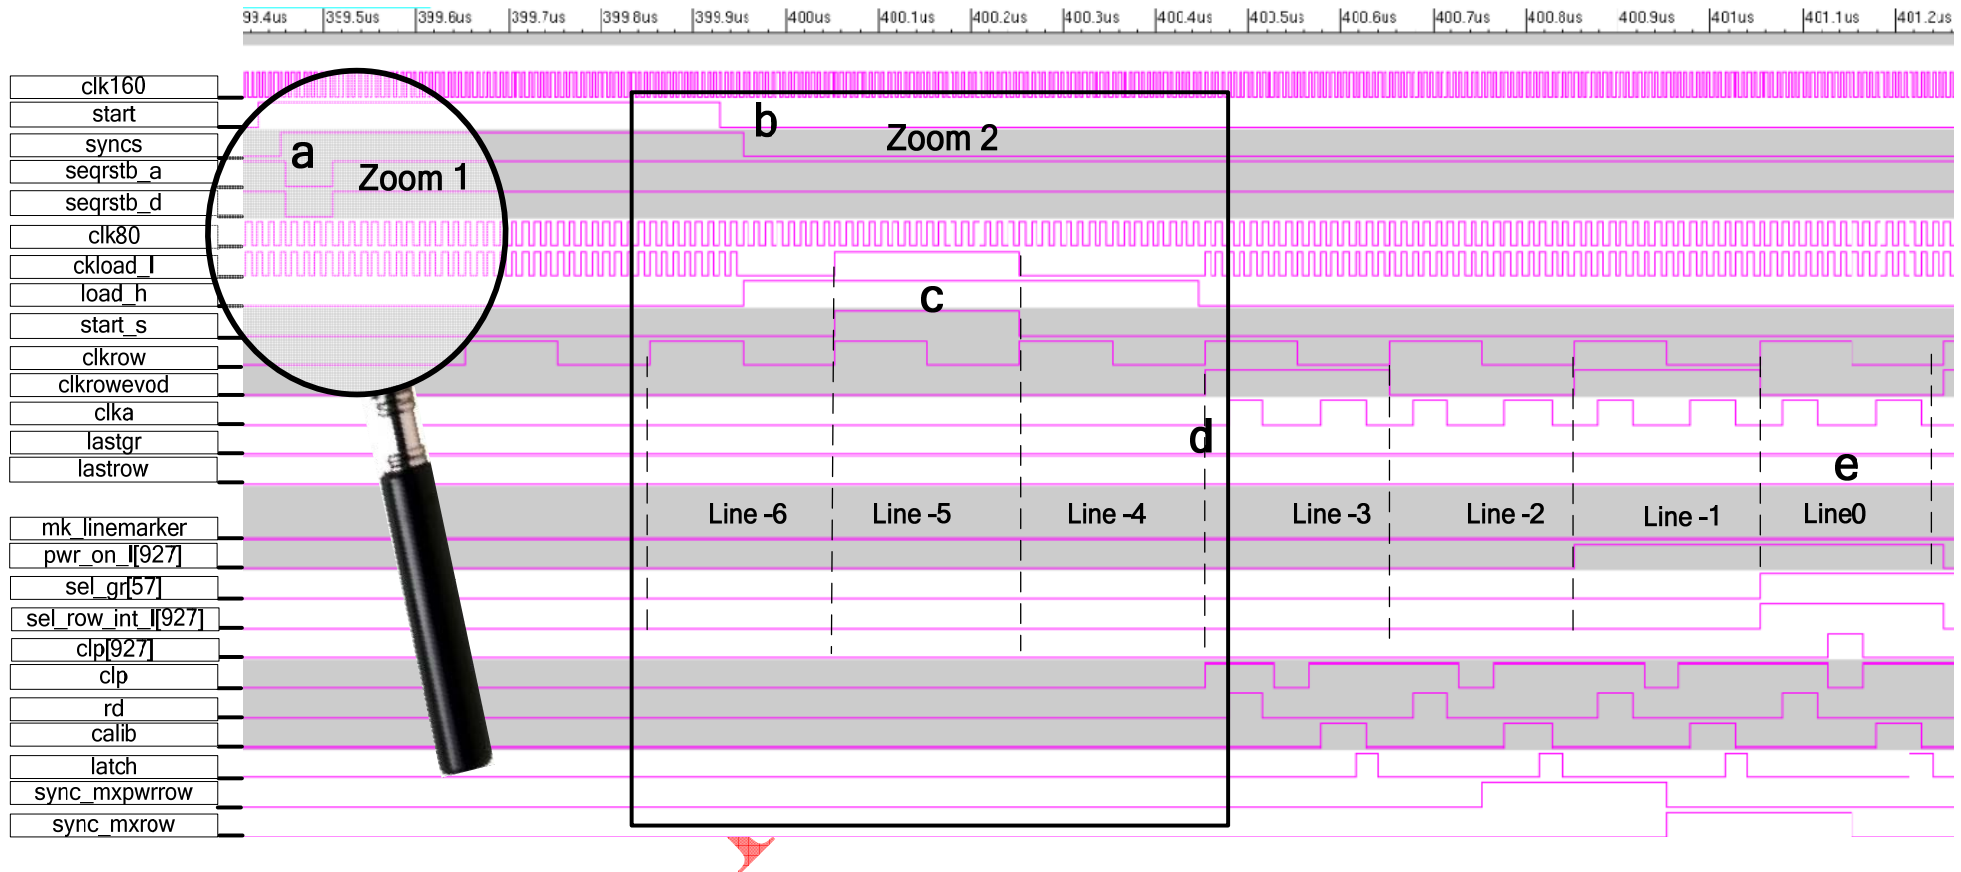 99.4us 399.5us 399.6us 399.7us 399.8us 399.9us 400us 400.1us 400.2us 400.3us 400.4us 400.5us 400.6us 400.7us 400.8us 400.9us 401us 401.1us 401.2us
clk160
start
syncs
seqrstb_a
seqrstb_d
clk80
ckload_l
load_h
start_s
clkrow
clkrowevod
clka
lastgr
lastrow
mk_linemarker
pwr_on_l[927]
sel_gr[57]
sel_row_int_l[927]
clp[927]
clp
rd
calib
latch
sync_mxpwrrow
sync_mxrow
a
Zoom 1
b
Zoom 2
c
d
e
Line -6 Line -5 Line -4 Line -3 Line -2 Line -1 Line0